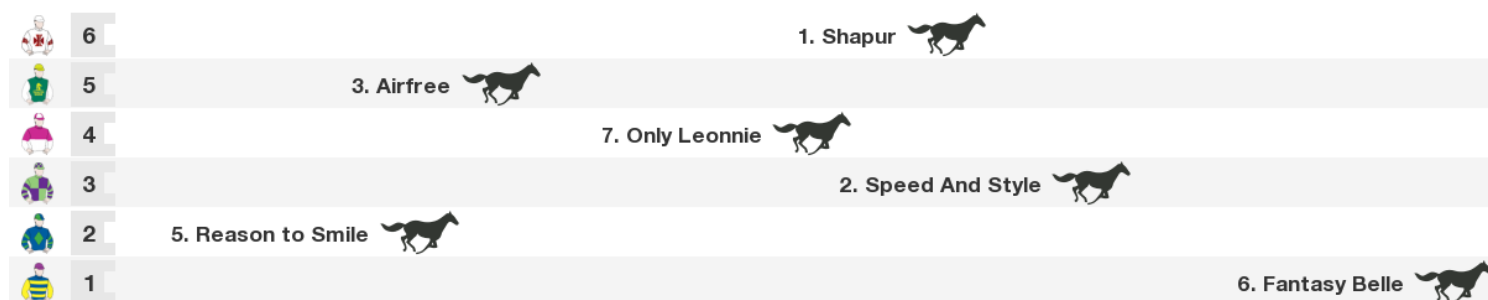 6 1. Shapur
5 3. Airfree
4 7. Only Leonnie
3 2. Speed And Style
2 5. Reason to Smile
1 6. Fantasy Belle